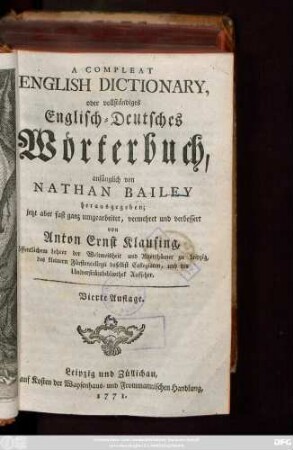 A COMPLEAT
ENGLISH DICTIONARY,
oder vollständiges
Englisch-Deutsches
Wörterbuch,
anfänglich von
NATHAN BAILEY
herausgegeben;
jetzt aber fast ganz umgearbeitet, vermehret und verbessert
von
Anton Ernst Klausing,
öffentlichem lehrer der Weltweisheit und Alterthümer zu Leipzig,
des kleinern Fürstencollegii daselbst Collegiaten, und der
Universitätsbibliothek Aufseher.
Vierte Auflage.
Leipzig und Züllichau,
auf Kosten der Waysenhaus- und Frommannischen Handlung,
1771.